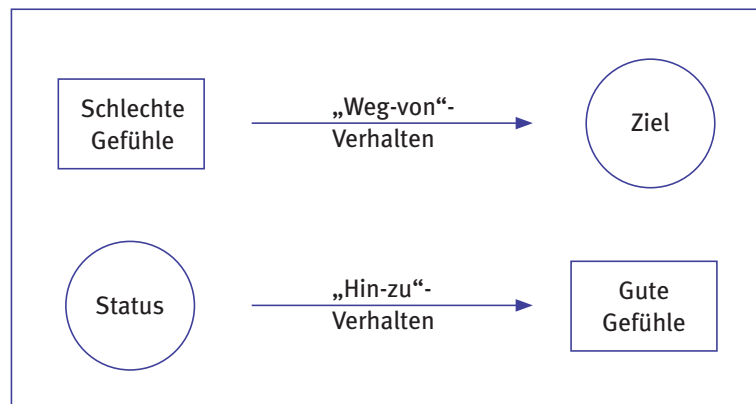 Schlechte
Gefühle
„Weg-von“-
Verhalten
Ziel
Status
„Hin-zu“-
Verhalten
Gute
Gefühle